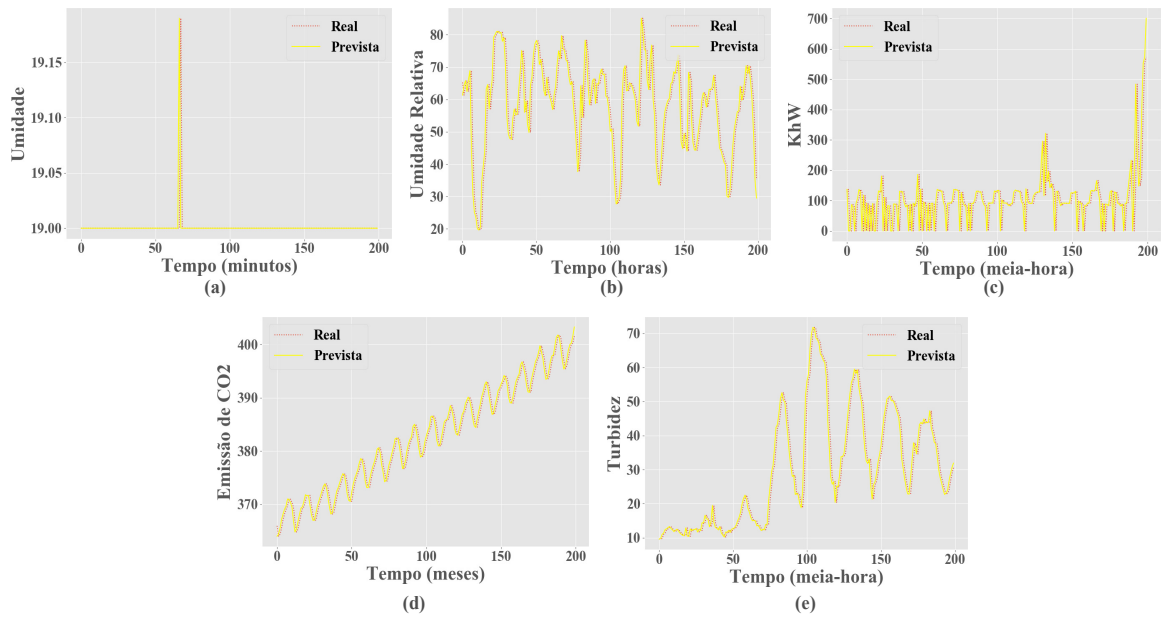 Real
Prevista
19.15
19.10
19.05
19.00
Umidade
0
50
100
150
200
Tempo (minutos)
(a)
Real
Prevista
80
70
60
50
40
30
20
Umidade Relativa
0
50
100
150
200
Tempo (horas)
(b)
Real
Prevista
700
600
500
400
300
200
100
0
KhW
0
50
100
150
200
Tempo (meia-hora)
(c)
Real
Prevista
400
390
380
370
Emissão de CO2
0
50
100
150
200
Tempo (meses)
(d)
Real
Prevista
70
60
50
40
30
20
10
Turbidez
0
50
100
150
200
Tempo (meia-hora)
(e)